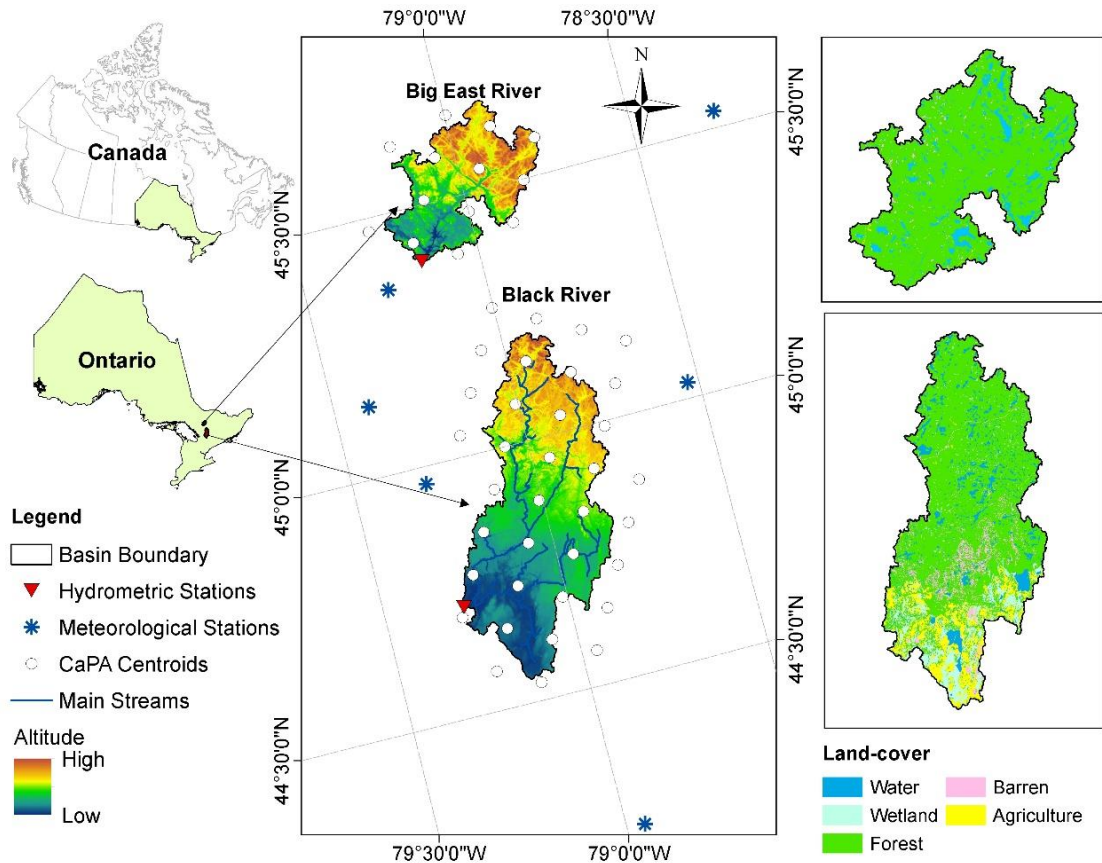 Canada
Ontario
Legend
Basin Boundary
Hydrometric Stations
Meteorological Stations
CaPA Centroids
Main Streams
Altitude
High
Low
79°0'0"W
78°30'0"W
N
Big East River
Black River
45°30'0"N
45°0'0"N
44°30'0"N
45°30'0"N
45°0'0"N
44°30'0"N
79°30'0"W
79°0'0"W
Land-cover
Water
Barren
Wetland
Agriculture
Forest